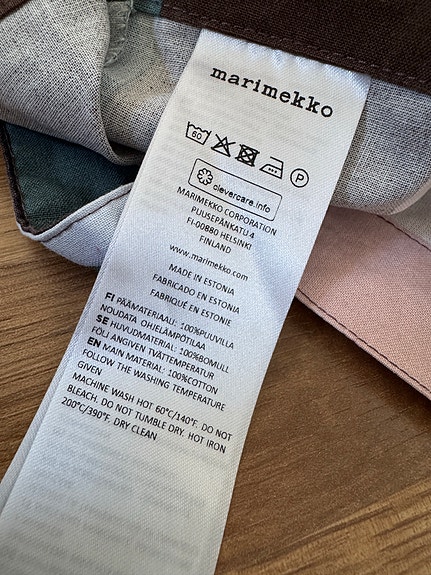 marimekko
60
P
clevercare.info
MARIMEKKO CORPORATION
PUUSEPÄNKATU 4
FI-00880 HELSINKI
FINLAND
www.marimekko.com
MADE IN ESTONIA
FABRICADO EN ESTONIA
FABRIQUÉ EN ESTONIE
FI PÄÄMATERIAALI: 100%PUUVILLA
NOUDATA OHJELÄMPÖTILAA
SE HUVUDMATERIAL: 100%BOMULL
FÖLJ ANGIVEN TVÄTTEMPERATUR
EN MAIN MATERIAL: 100%COTTON
FOLLOW THE WASHING TEMPERATURE
GIVEN
MACHINE WASH HOT 60°C/140°F. DO NOT
BLEACH. DO NOT TUMBLE DRY. HOT IRON
200°C/390°F. DRY CLEAN